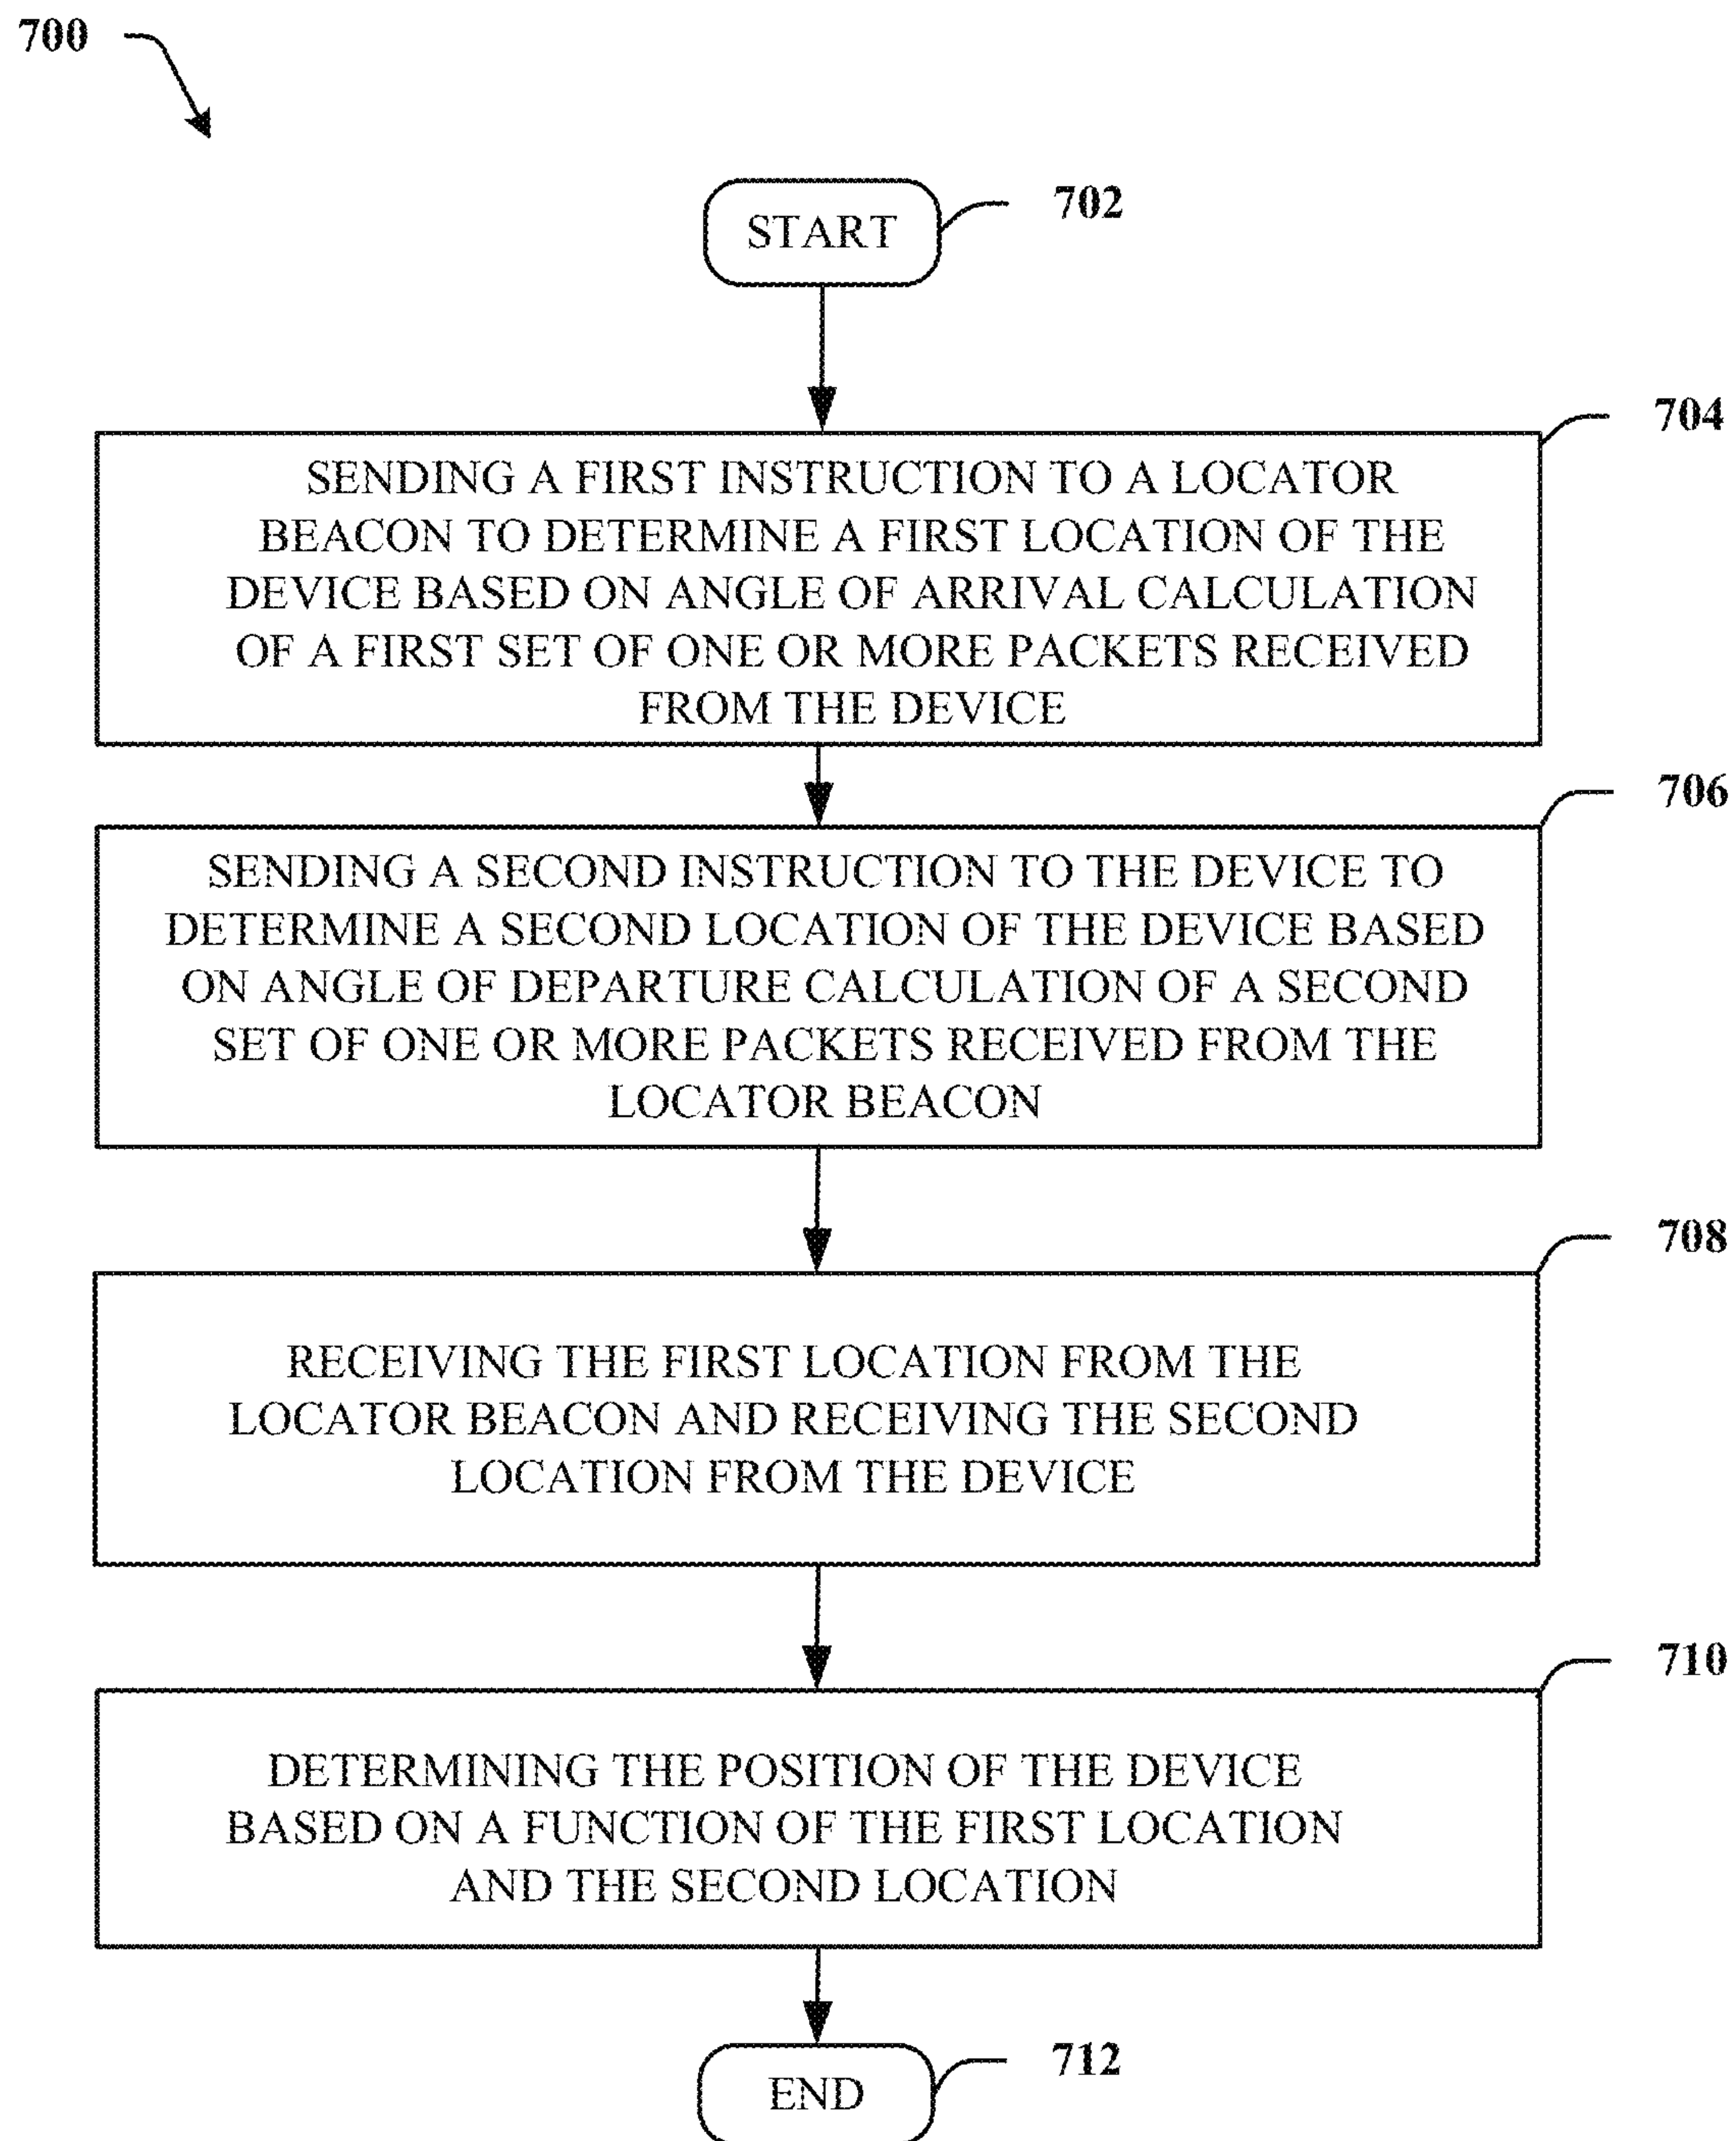 700
START
702
704
SENDING A FIRST INSTRUCTION TO A LOCATOR
BEACON TO DETERMINE A FIRST LOCATION OF THE
DEVICE BASED ON ANGLE OF ARRIVAL CALCULATION
OF A FIRST SET OF ONE OR MORE PACKETS RECEIVED
FROM THE DEVICE
706
SENDING A SECOND INSTRUCTION TO THE DEVICE TO
DETERMINE A SECOND LOCATION OF THE DEVICE BASED
ON ANGLE OF DEPARTURE CALCULATION OF A SECOND
SET OF ONE OR MORE PACKETS RECEIVED FROM THE
LOCATOR BEACON
708
RECEIVING THE FIRST LOCATION FROM THE
LOCATOR BEACON AND RECEIVING THE SECOND
LOCATION FROM THE DEVICE
710
DETERMINING THE POSITION OF THE DEVICE
BASED ON A FUNCTION OF THE FIRST LOCATION
AND THE SECOND LOCATION
END
712